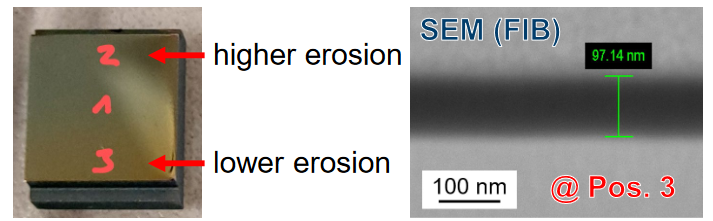 2
higher erosion
1
3
lower erosion
SEM (FIB)
97.14 nm
100 nm
@ Pos. 3